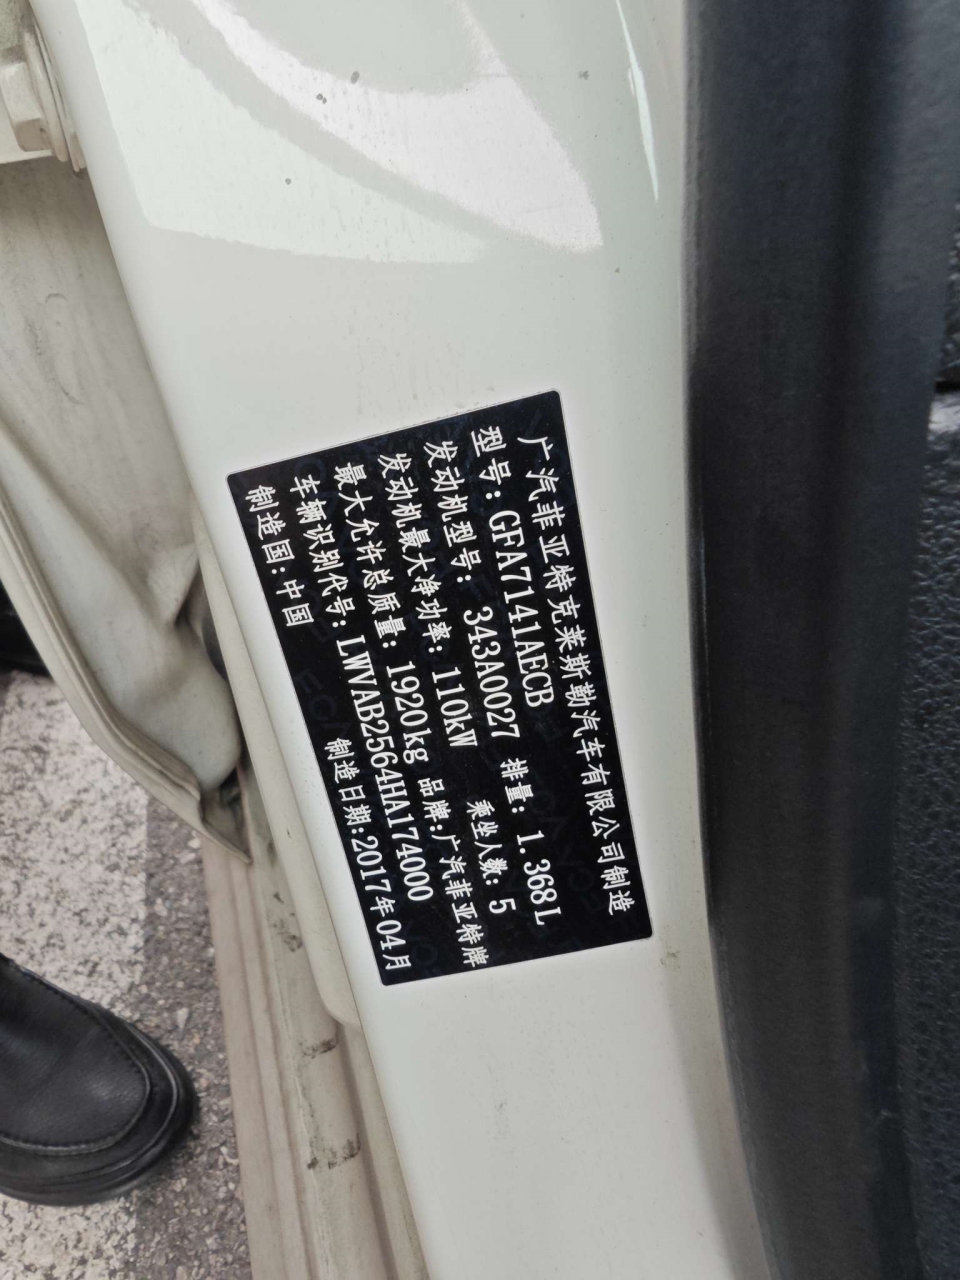 广汽菲亚特克莱斯勒汽车有限公司制造
型号: GFA7141AECB 排量: 1.368L
发动机型号: 343A0027 乘坐人数: 5
发动机最大净功率: 110kW
最大允许总质量: 1920kg 品牌:广汽菲亚特牌
车辆识别代号: LWVAB2564HA174000
制造国: 中国 制造日期:2017年04月